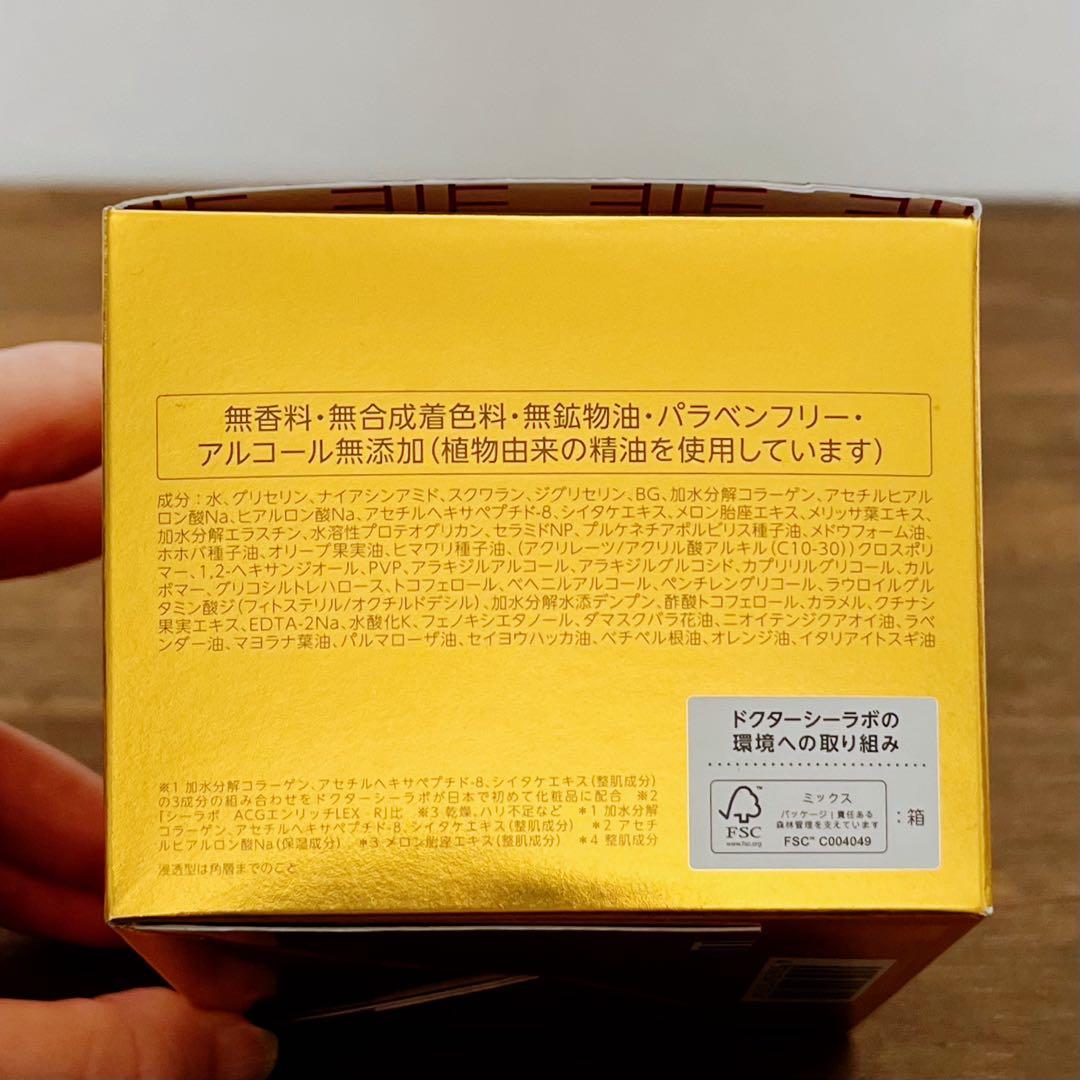 無香料・無合成着色料・無鉱物油・パラベンフリー・
アルコール無添加(植物由来の精油を使用しています)
成分:水、グリセリン、ナイアシンアミド、スクワラン、ジグリセリン、BG、加水分解コラーゲン、アセチルヒアル
ロン酸Na、ヒアルロン酸Na、アセチルヘキサペプチド-8、シイタケエキス、メロン胎座エキス、メリッサ葉エキス、
加水分解エラスチン、水溶性プロテオグリカン、セラミドNP、プルケネチアボルビリス種子油、メドウフォーム油、
ホホバ種子油、オリーブ果実油、ヒマワリ種子油、(アクリレーツ/アクリル酸アルキル(C10-30))クロスポリ
マー、1,2-ヘキサンジオール、PVP、アラキジルアルコール、アラキジルグルコシド、カプリリルグリコール、カル
ボマー、グリコシルトレハロース、トコフェロール、ベヘニルアルコール、ペンチレングリコール、ラウロイルグル
タミン酸ジ(フィトステリル/オクチルドデシル)、加水分解水添デンプン、酢酸トコフェロール、カラメル、クチナシ
果実エキス、EDTA-2Na、水酸化K、フェノキシエタノール、ダマスクバラ花油、ニオイテンジクアオイ油、ラベ
ンダー油、マヨラナ葉油、パルマローザ油、セイヨウハッカ油、ベチベル根油、オレンジ油、イタリアイトスギ油
ドクターシーラボの
環境への取り組み
ミックス
パッケージ|責任ある
森林管理を支えています
FSC™ C004049
FSC
www.fsc.org
:箱
※1 加水分解コラーゲン、アセチルヘキサペプチド-8、シイタケエキス(整肌成分)
の3成分の組み合わせをドクターシーラボが日本で初めて化粧品に配合 ※2
「シーラボ ACGエンリッチLEX RJ比 ※3 乾燥、ハリ不足など *1 加水分解
コラーゲン、アセチルヘキサペプチド-8、シイタケエキス(整肌成分) *2 アセチ
ルヒアルロン酸Na(保湿成分) *3 メロン胎座エキス(整肌成分) *4 整肌成分
浸透型は角層までのこと